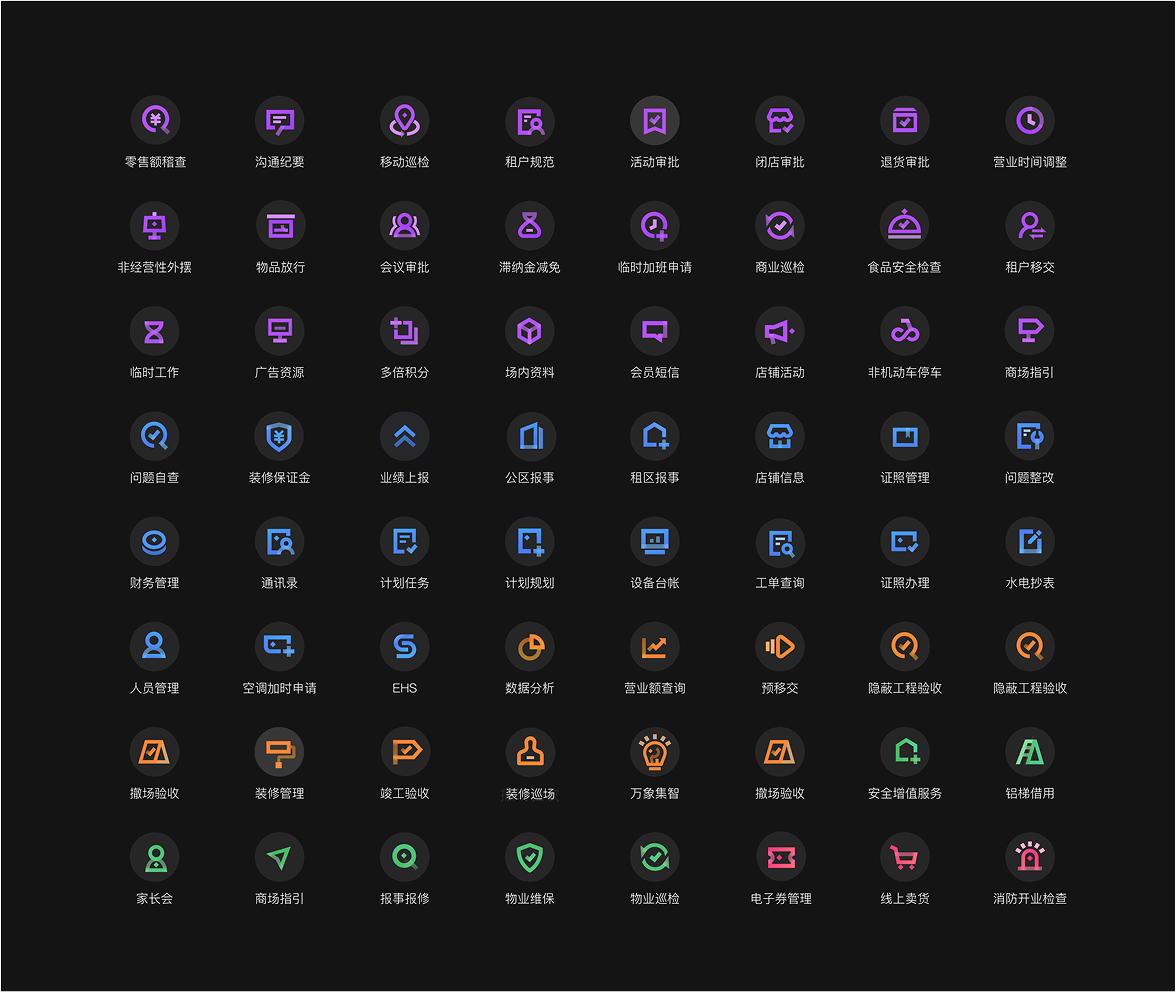 零售额稽查
沟通纪要
移动巡检
租户规范
活动审批
闭店审批
退货审批
营业时间调整
非经营性外摆
物品放行
会议审批
滞纳金减免
临时加班申请
商业巡检
食品安全检查
租户移交
临时工作
广告资源
多倍积分
场内资料
会员短信
店铺活动
非机动车停车
商场指引
问题自查
装修保证金
业绩上报
公区报事
租区报事
店铺信息
证照管理
问题整改
财务管理
通讯录
计划任务
计划规划
设备台帐
工单查询
证照办理
水电抄表
人员管理
空调加时申请
EHS
数据分析
营业额查询
预移交
隐蔽工程验收
隐蔽工程验收
撤场验收
装修管理
竣工验收
装修巡场
万象集智
撤场验收
安全增值服务
铝梯借用
家长会
商场指引
报事报修
物业维保
物业巡检
电子券管理
线上卖货
消防开业检查